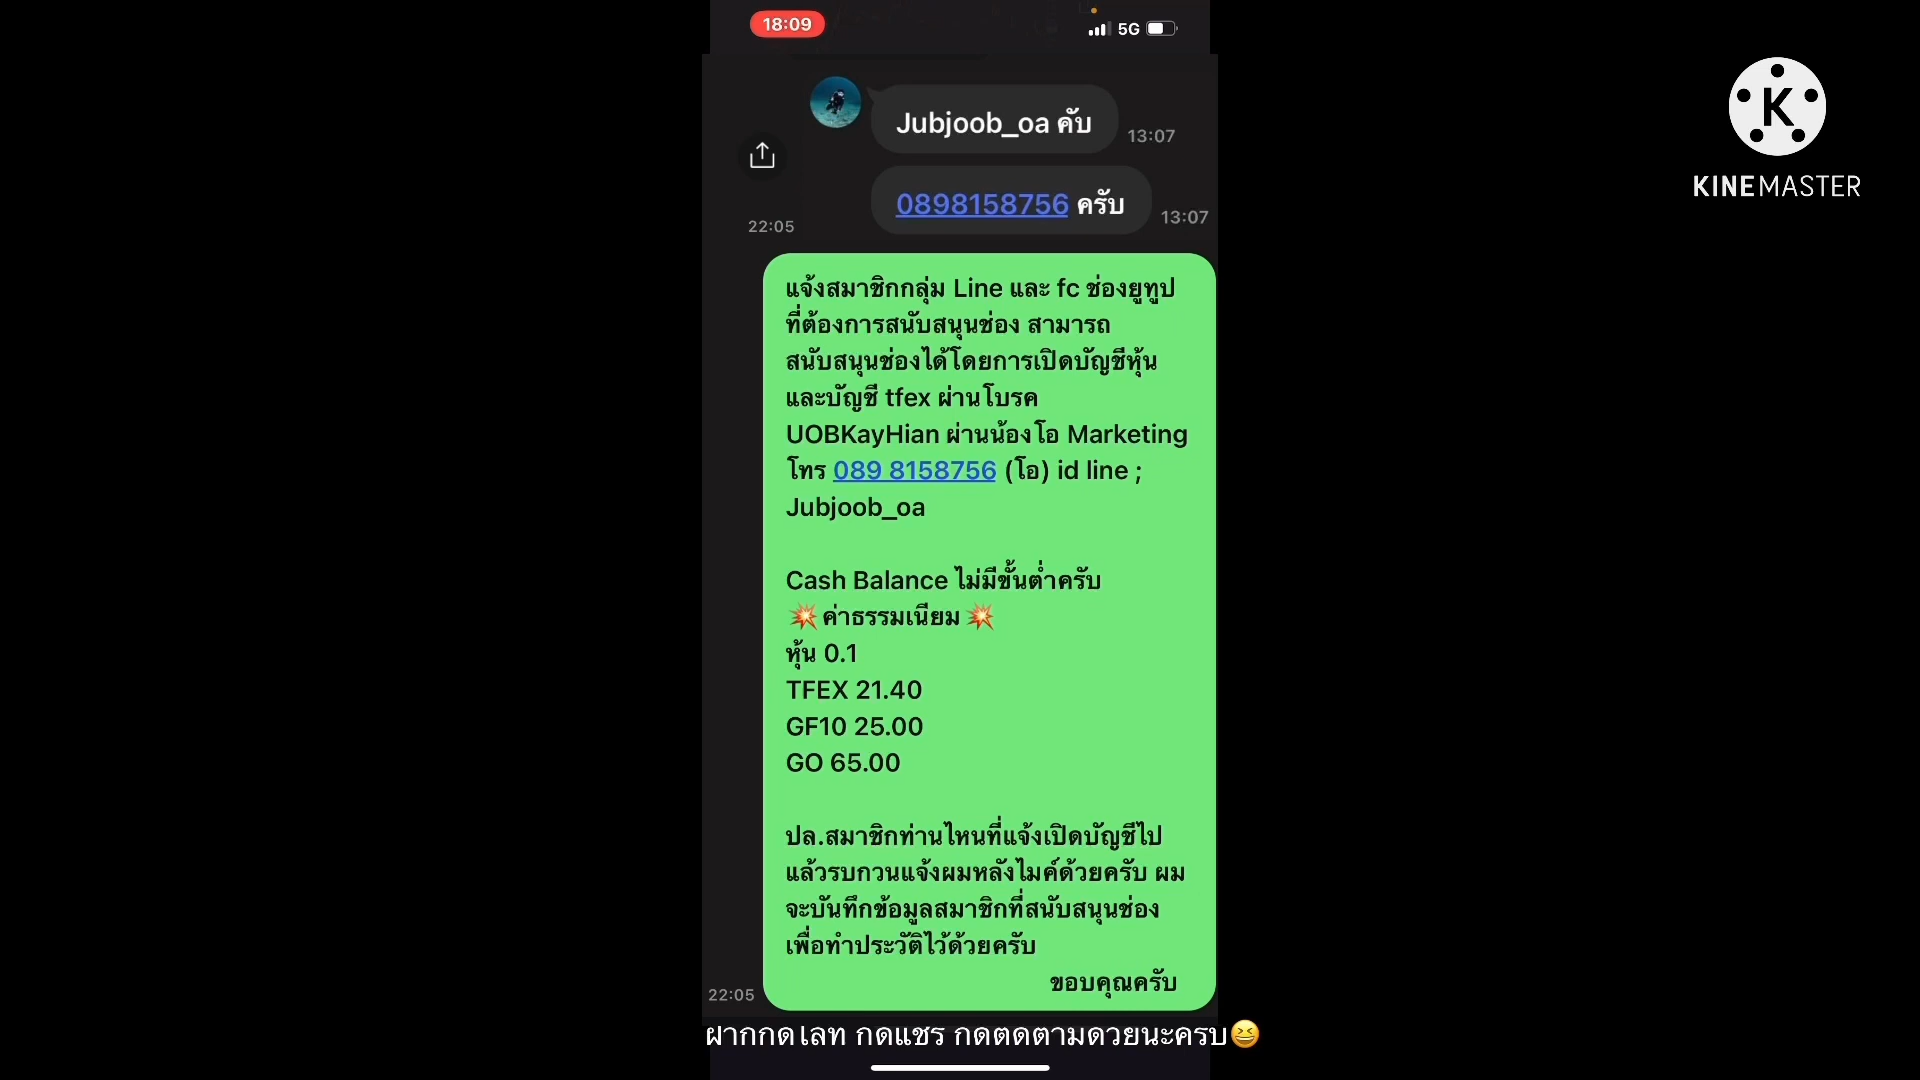 18:09
5G
Jubjoob_oa คับ
13:07
0898158756 ครับ
13:07
22:05
แจ้งสมาชิกกลุ่ม Line และ fc ช่องยูทูป
ที่ต้องการสนับสนุนช่อง สามารถ
สนับสนุนช่องได้โดยการเปิดบัญชีหุ้น
และบัญชี tfex ผ่านโบรค
UOBKayHian ผ่านน้องโอ Marketing
โทร 089 8158756 (โอ) id line ;
Jubjoob_oa
Cash Balance ไม่มีขั้นต่ำครับ
💥ค่าธรรมเนียม💥
หุ้น 0.1
TFEX 21.40
GF10 25.00
GO 65.00
ปล.สมาชิกท่านไหนที่แจ้งเปิดบัญชีไป
แล้วรบกวนแจ้งผมหลังไมค์ด้วยครับ ผม
จะบันทึกข้อมูลสมาชิกที่สนับสนุนช่อง
เพื่อทำประวัติไว้ด้วยครับ
ขอบคุณครับ
22:05
ฝากกดไลท กดแชร กดตดตามดวยนะครบ😆
K
KINEMASTER